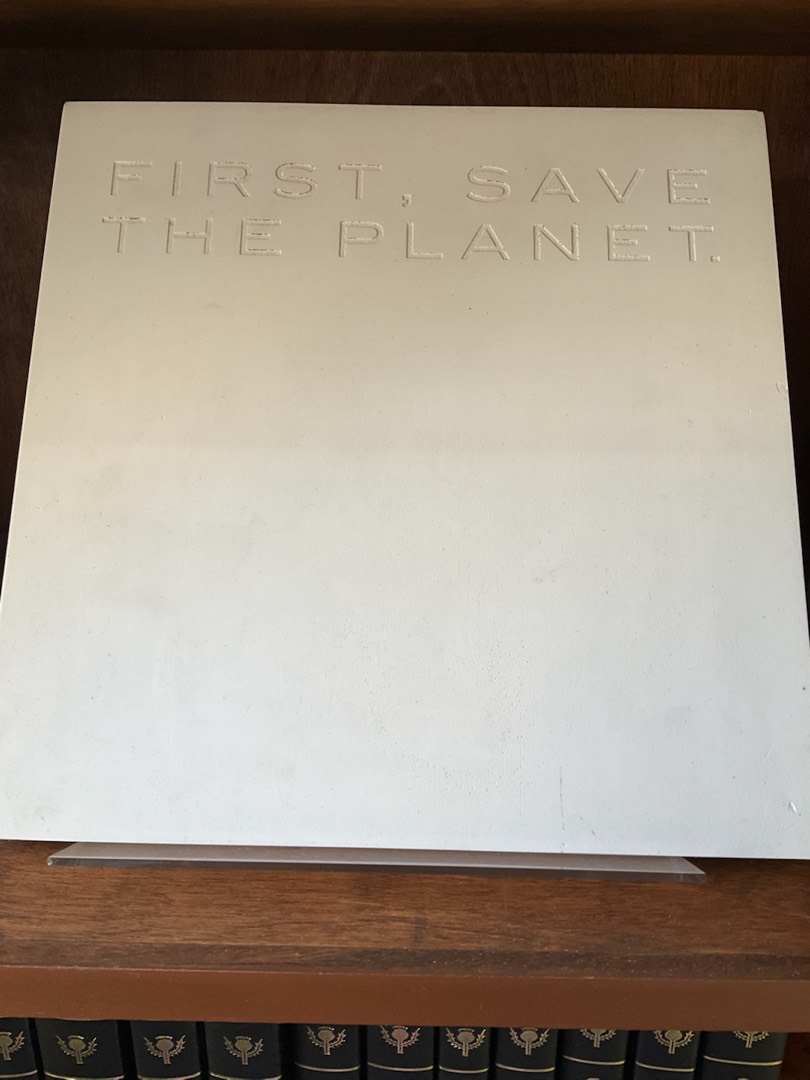 FIRST, SAVE
THE PLANET.